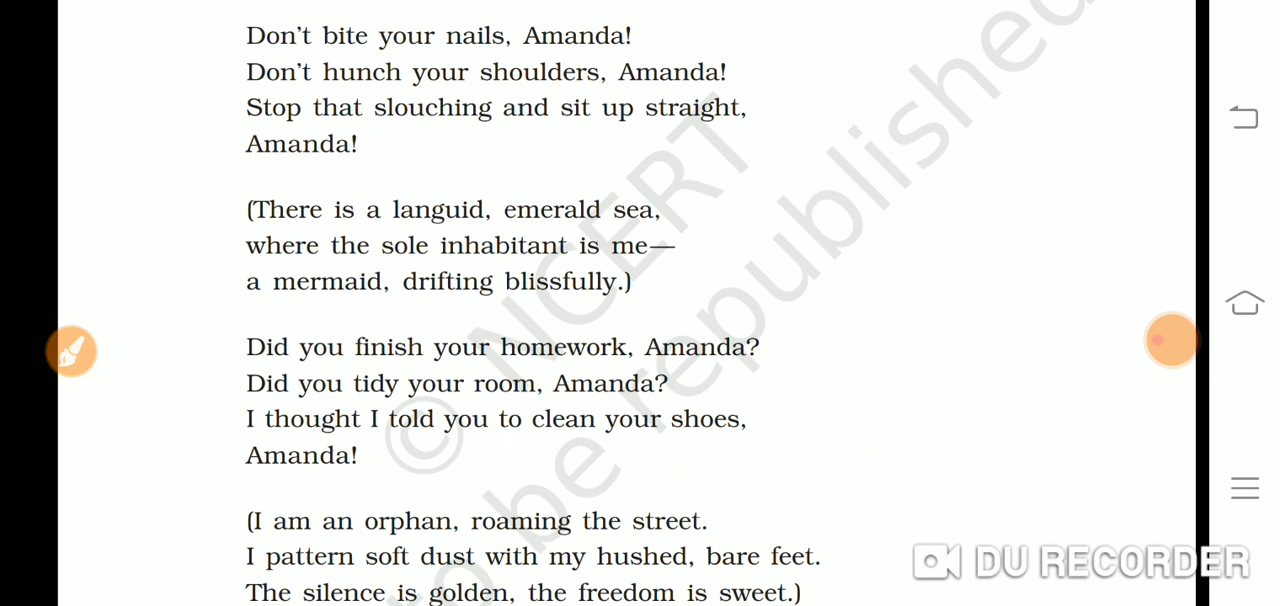 Don't bite your nails, Amanda!
Don't hunch your shoulders, Amanda!
Stop that slouching and sit up straight,
Amanda!
(There is a languid, emerald sea,
where the sole inhabitant is me—
a mermaid, drifting blissfully.)
Did you finish your homework, Amanda?
Did you tidy your room, Amanda?
I thought I told you to clean your shoes,
Amanda!
(I am an orphan, roaming the street.
I pattern soft dust with my hushed, bare feet.
The silence is golden, the freedom is sweet.)
© NCERT
be republished
DU RECORDER